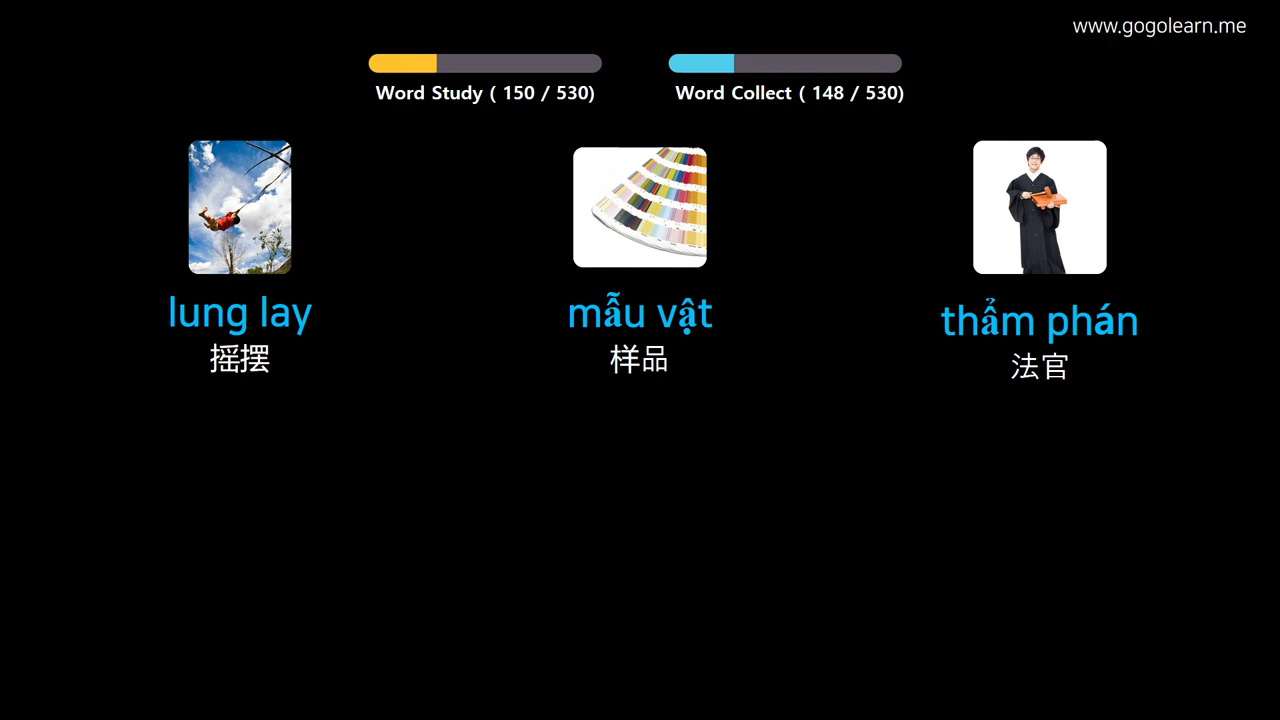 www.gogolearn.me
Word Study ( 150 / 530)
Word Collect ( 148 / 530)
lung lay
摇摆
mẫu vật
样品
thẩm phán
法官